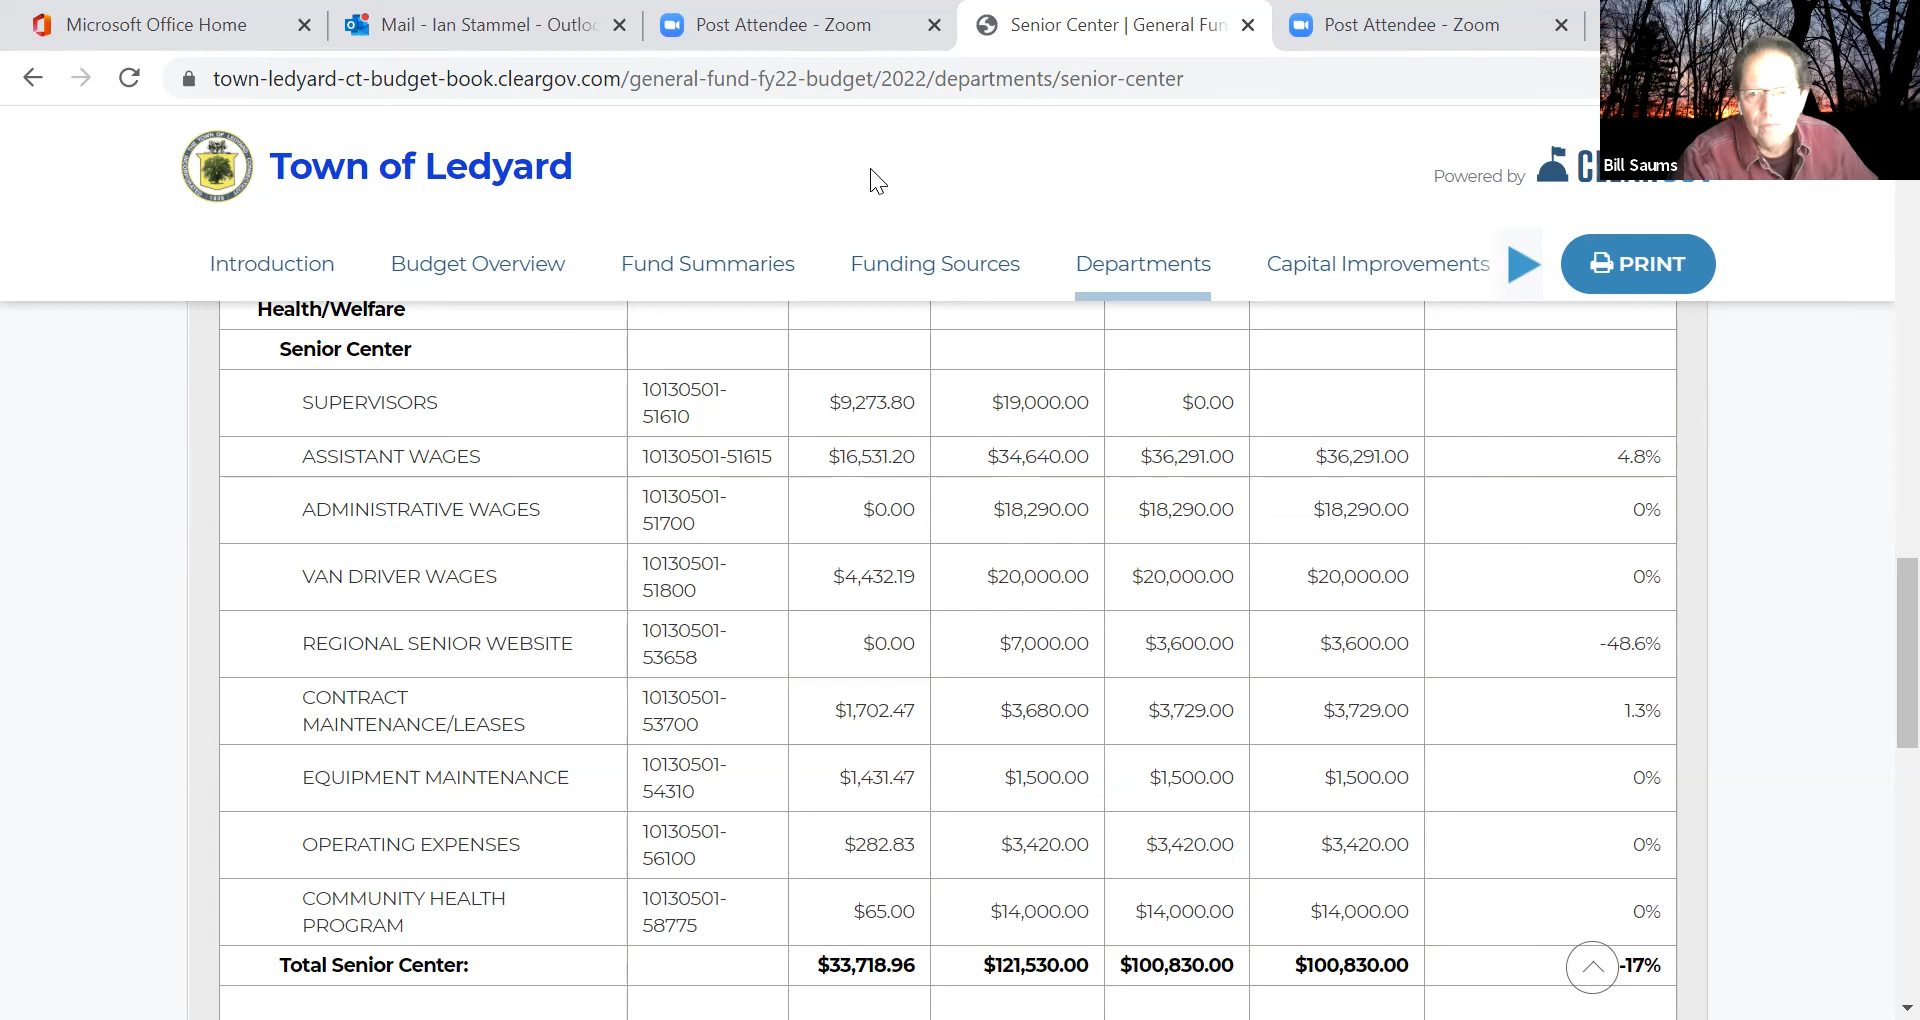 Microsoft Office Home
Mail - Ian Stammel - Outloo
Post Attendee - Zoom
Senior Center | General Fun
Post Attendee - Zoom
town-ledyard-ct-budget-book.cleargov.com/general-fund-fy22-budget/2022/departments/senior-center
Town of Ledyard
Powered by
Bill Saums
Introduction Budget Overview Fund Summaries Funding Sources Departments Capital Improvements PRINT
Health/Welfare
Senior Center
SUPERVISORS 10130501-51610 $9,273.80 $19,000.00 $0.00
ASSISTANT WAGES 10130501-51615 $16,531.20 $34,640.00 $36,291.00 $36,291.00 4.8%
ADMINISTRATIVE WAGES 10130501-51700 $0.00 $18,290.00 $18,290.00 $18,290.00 0%
VAN DRIVER WAGES 10130501-51800 $4,432.19 $20,000.00 $20,000.00 $20,000.00 0%
REGIONAL SENIOR WEBSITE 10130501-53658 $0.00 $7,000.00 $3,600.00 $3,600.00 -48.6%
CONTRACT MAINTENANCE/LEASES 10130501-53700 $1,702.47 $3,680.00 $3,729.00 $3,729.00 1.3%
EQUIPMENT MAINTENANCE 10130501-54310 $1,431.47 $1,500.00 $1,500.00 $1,500.00 0%
OPERATING EXPENSES 10130501-56100 $282.83 $3,420.00 $3,420.00 $3,420.00 0%
COMMUNITY HEALTH PROGRAM 10130501-58775 $65.00 $14,000.00 $14,000.00 $14,000.00 0%
Total Senior Center: $33,718.96 $121,530.00 $100,830.00 $100,830.00 -17%